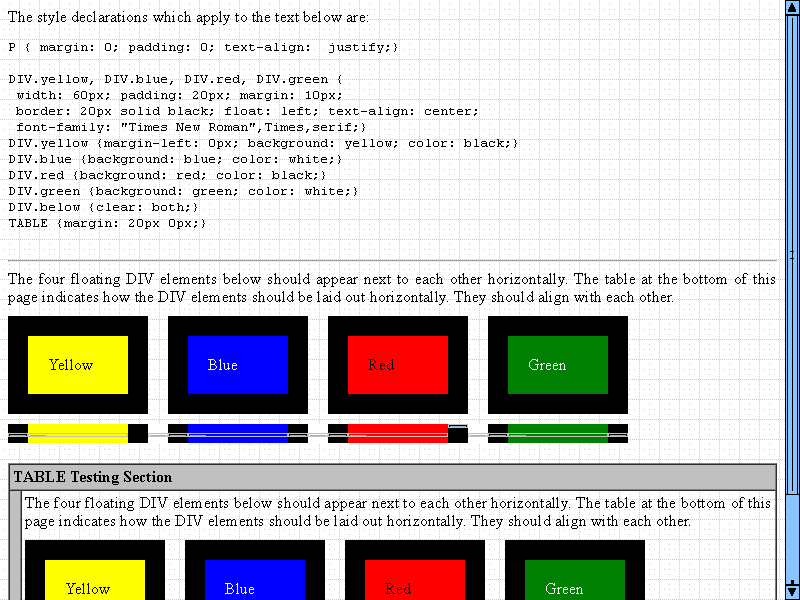 The style declarations which apply to the text below are:
P { margin: 0; padding: 0; text-align:  justify;}
DIV.yellow, DIV.blue, DIV.red, DIV.green {
 width: 60px; padding: 20px; margin: 10px;
 border: 20px solid black; float: left; text-align: center;
 font-family: "Times New Roman",Times,serif;}
DIV.yellow {margin-left: 0px; background: yellow; color: black;}
DIV.blue {background: blue; color: white;}
DIV.red {background: red; color: black;}
DIV.green {background: green; color: white;}
DIV.below {clear: both;}
TABLE {margin: 20px 0px;}
The four floating DIV elements below should appear next to each other horizontally. The table at the bottom of this
page indicates how the DIV elements should be laid out horizontally. They should align with each other.
Yellow Blue Red Green
TABLE Testing Section
The four floating DIV elements below should appear next to each other horizontally. The table at the bottom of this
page indicates how the DIV elements should be laid out horizontally. They should align with each other.
Yellow Blue Red Green